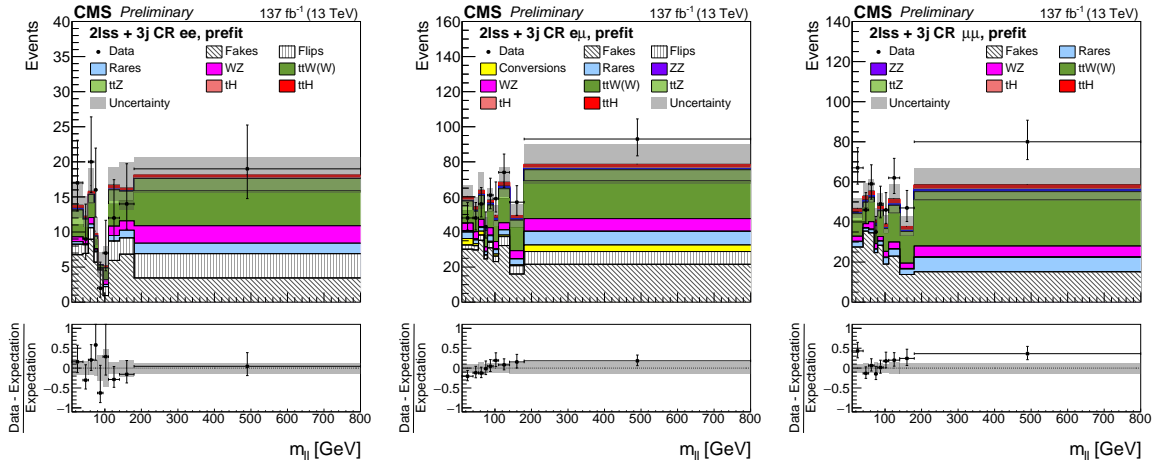 CMS Preliminary 137 fb⁻¹ (13 TeV)
2lss + 3j CR ee, prefit
Data Fakes Flips
Rares WZ ttW(W)
ttZ tH ttH
Uncertainty
Events
40
35
30
25
20
15
10
5
0
Data - Expectation
Expectation
1
0.5
0
−0.5
−1
100 200 300 400 500 600 700 800
m_ll [GeV]
CMS Preliminary 137 fb⁻¹ (13 TeV)
2lss + 3j CR eμ, prefit
Data Fakes Flips
Conversions Rares ZZ
WZ ttW(W) ttZ
tH ttH
Uncertainty
Events
160
140
120
100
80
60
40
20
0
Data - Expectation
Expectation
1
0.5
0
−0.5
−1
100 200 300 400 500 600 700 800
m_ll [GeV]
CMS Preliminary 137 fb⁻¹ (13 TeV)
2lss + 3j CR μμ, prefit
Data Fakes Rares
ZZ WZ ttW(W)
ttZ tH ttH
Uncertainty
Events
140
120
100
80
60
40
20
0
Data - Expectation
Expectation
1
0.5
0
−0.5
−1
100 200 300 400 500 600 700 800
m_ll [GeV]